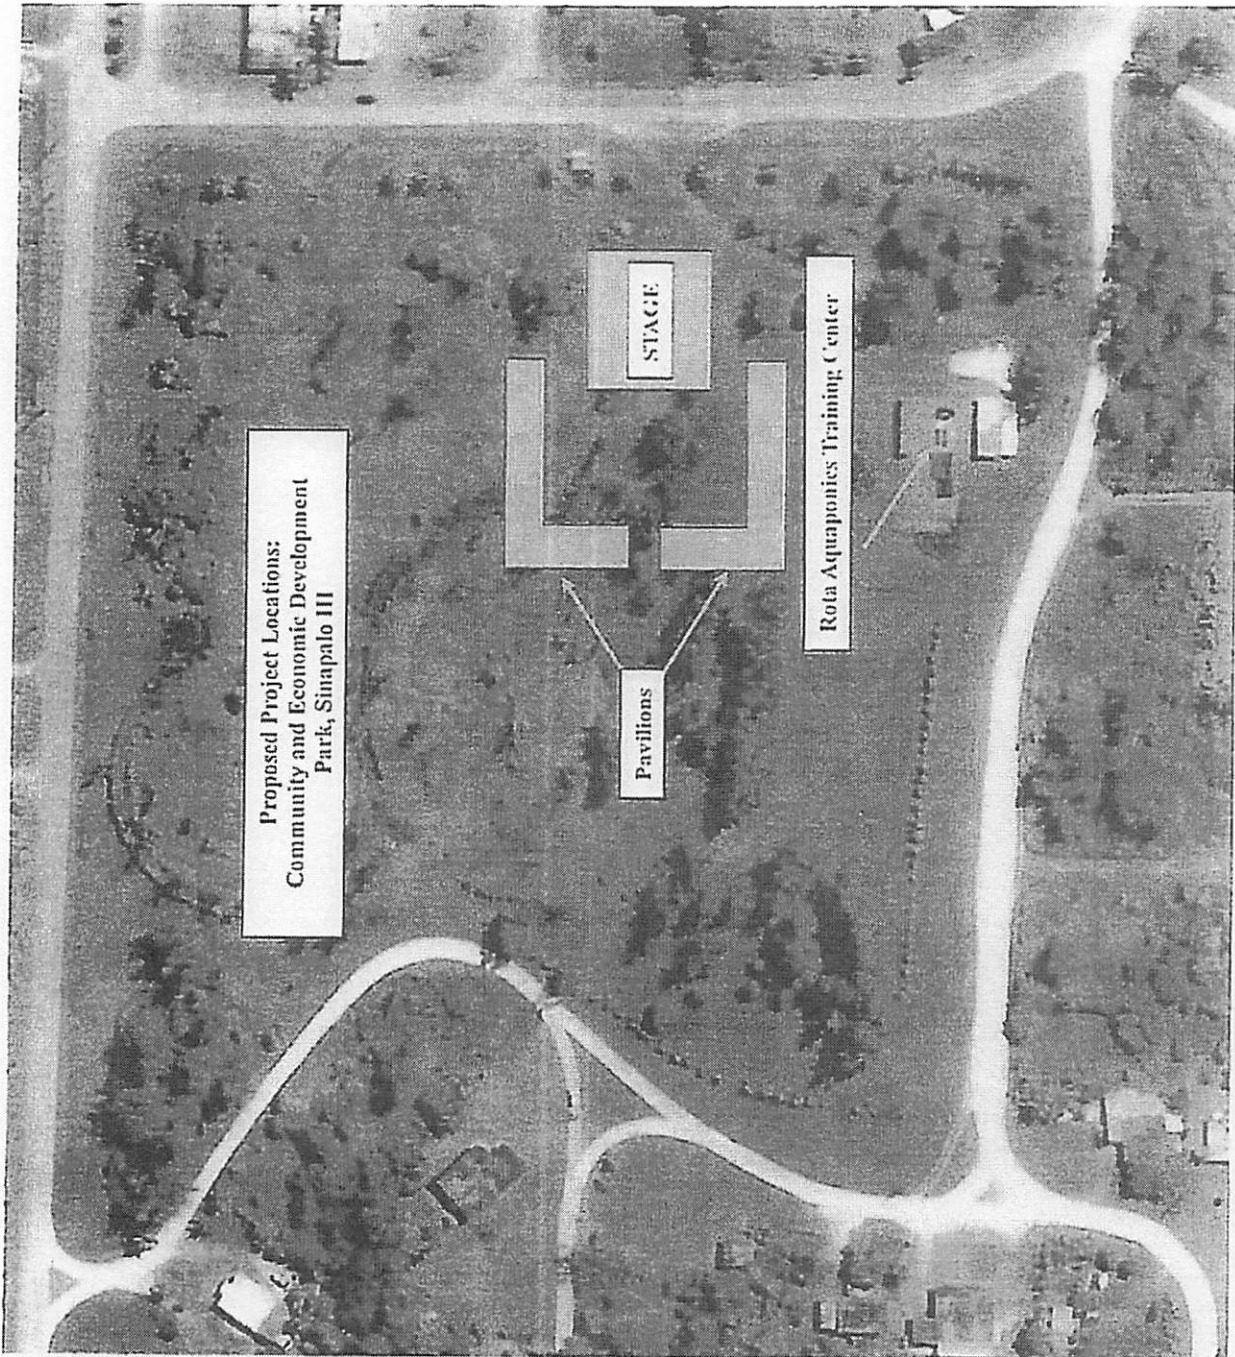 Proposed Project Locations:
Community and Economic Development
Park, Sinapalo III
STAGE
Pavilions
Rota Aquaponics Training Center